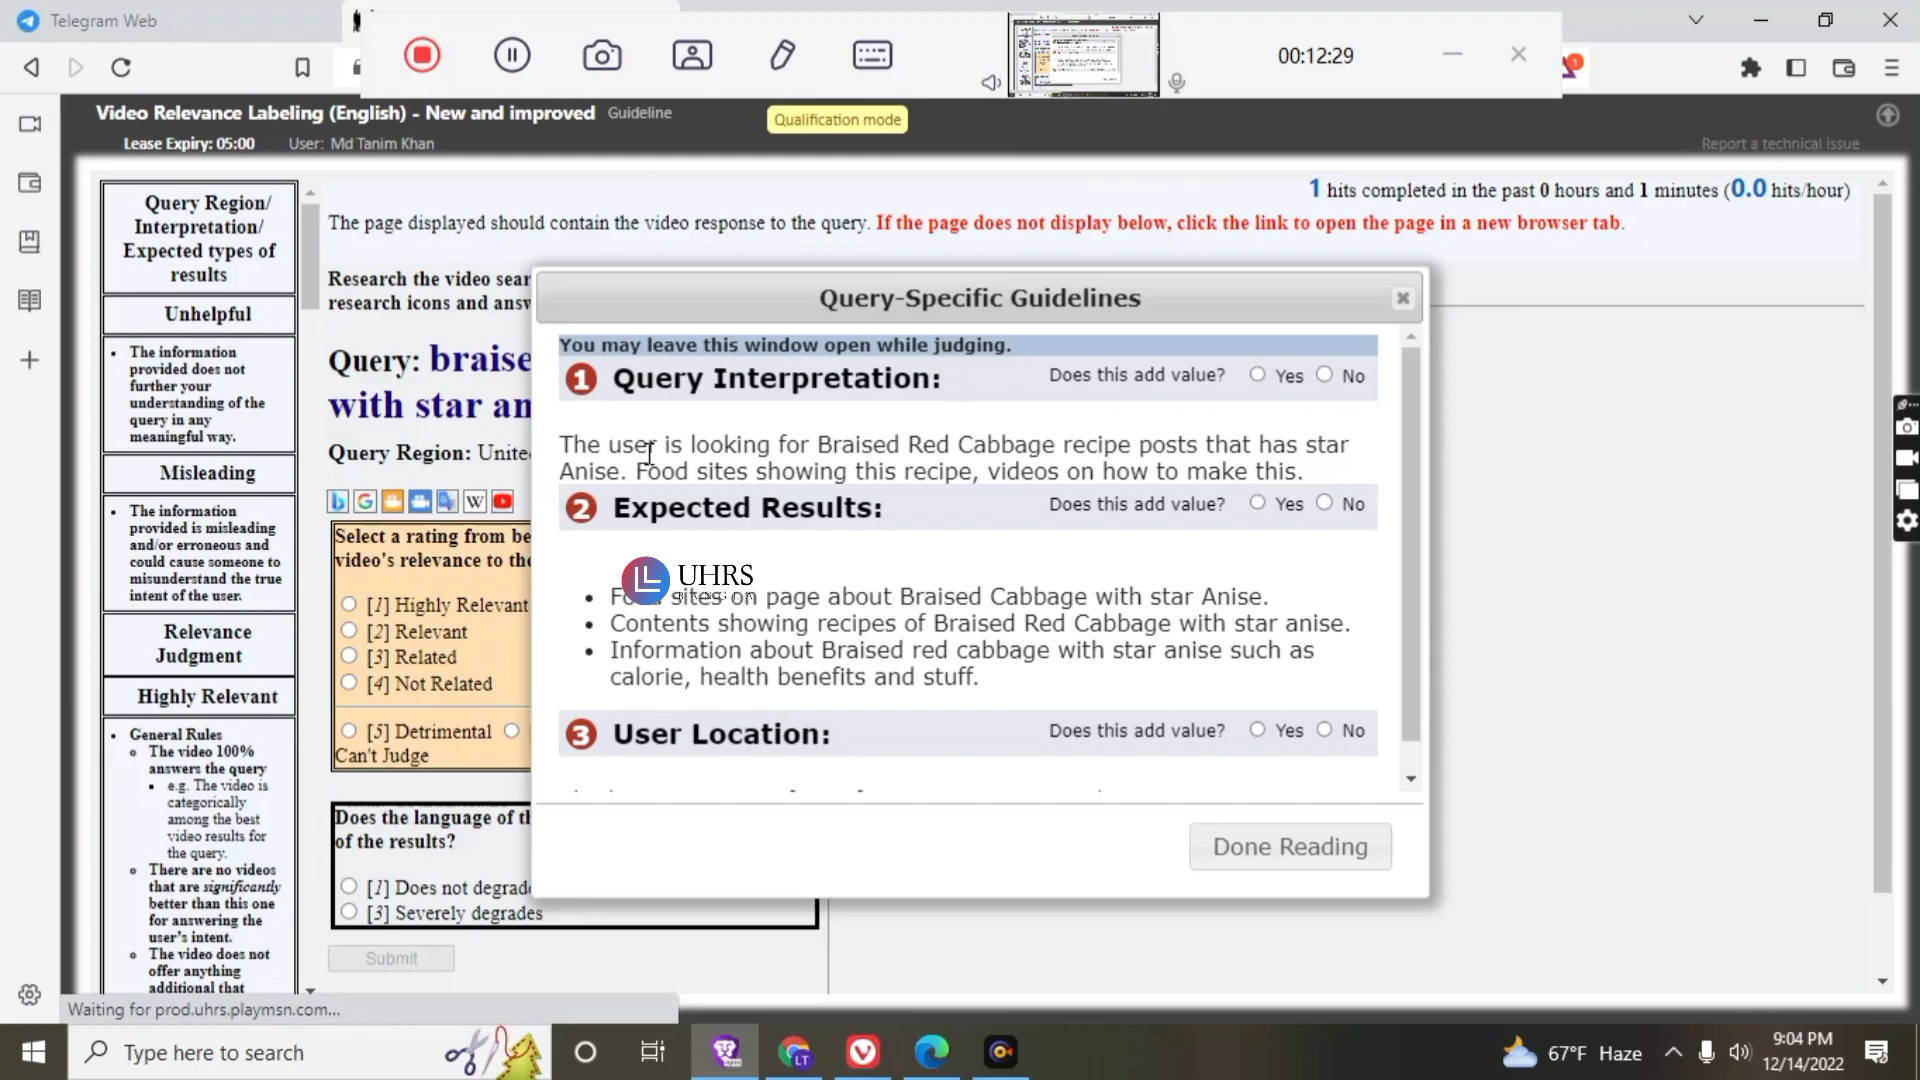 Telegram Web
00:12:29
1
Video Relevance Labeling (English) - New and improved Guideline
Qualification mode
Lease Expiry: 05:00 User: Md Tanim Khan
Report a technical issue
1 hits completed in the past 0 hours and 1 minutes (0.0 hits/hour)
The page displayed should contain the video response to the query. If the page does not display below, click the link to open the page in a new browser tab.
Query Region/
Interpretation/
Expected types of
results
Unhelpful
The information
provided does not
further your
understanding of the
query in any
meaningful way.
Misleading
The information
provided is misleading
and/or erroneous and
could cause someone to
misunderstand the true
intent of the user.
Relevance
Judgment
Highly Relevant
General Rules
The video 100%
answers the query
e.g. The video is
categorically
among the best
video results for
the query.
There are no videos
that are significantly
better than this one
for answering the
user's intent.
The video does not
offer anything
additional that
Research the video sear
research icons and answ
Query: braise
with star an
Query Region: Unite
Select a rating from be
video's relevance to the
[1] Highly Relevant
[2] Relevant
[3] Related
[4] Not Related
[5] Detrimental
Can't Judge
Does the language of th
of the results?
[1] Does not degrade
[3] Severely degrades
Submit
Query-Specific Guidelines
You may leave this window open while judging.
1 Query Interpretation: Does this add value? Yes No
The user is looking for Braised Red Cabbage recipe posts that has star
Anise. Food sites showing this recipe, videos on how to make this.
2 Expected Results: Does this add value? Yes No
UHRS
sites on page about Braised Cabbage with star Anise.
Contents showing recipes of Braised Red Cabbage with star anise.
Information about Braised red cabbage with star anise such as
calorie, health benefits and stuff.
3 User Location: Does this add value? Yes No
Done Reading
Waiting for prod.uhrs.playmsn.com...
Type here to search
67°F Haze
9:04 PM
12/14/2022